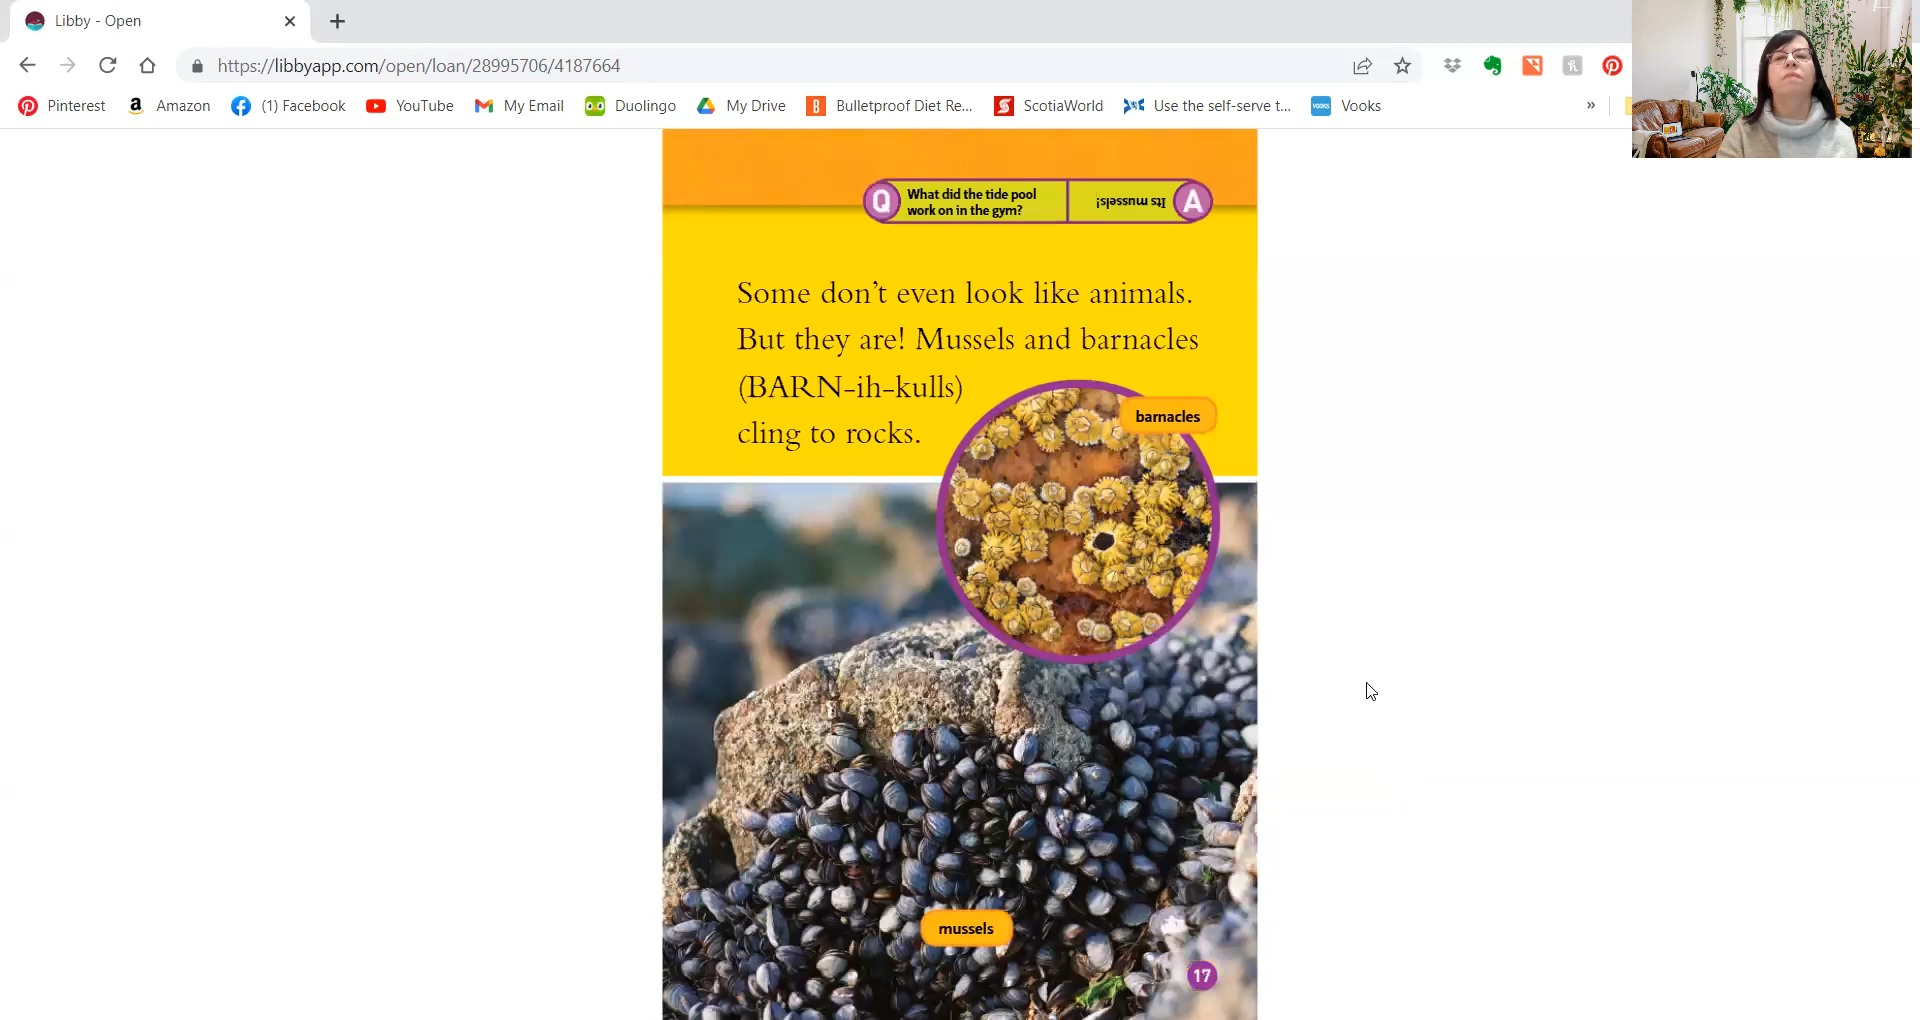 Libby - Open
https://libbyapp.com/open/loan/28995706/4187664
Pinterest
Amazon
(1) Facebook
YouTube
My Email
Duolingo
My Drive
Bulletproof Diet Re...
ScotiaWorld
Use the self-serve t...
Vooks
»
Q
What did the tide pool
work on in the gym?
Its mussels!
A
Some don’t even look like animals.
But they are! Mussels and barnacles
(BARN-ih-kulls)
cling to rocks.
barnacles
mussels
17